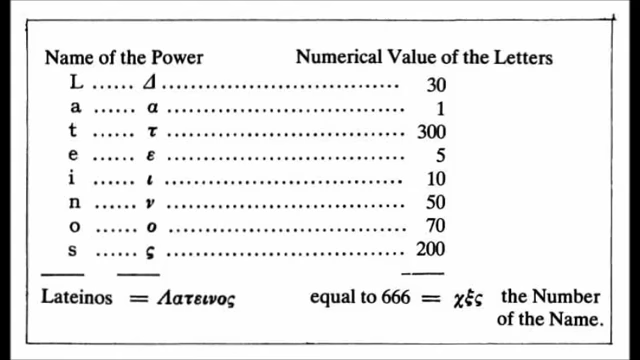 Name of the Power Numerical Value of the Letters
L ...... Λ .................................. 30
a ...... α .................................. 1
t ...... τ .................................. 300
e ...... ε .................................. 5
i ...... ι .................................. 10
n ...... ν .................................. 50
o ...... ο .................................. 70
s ...... ς .................................. 200
Lateinos = Λατεινος equal to 666 = χξς the Number
of the Name.